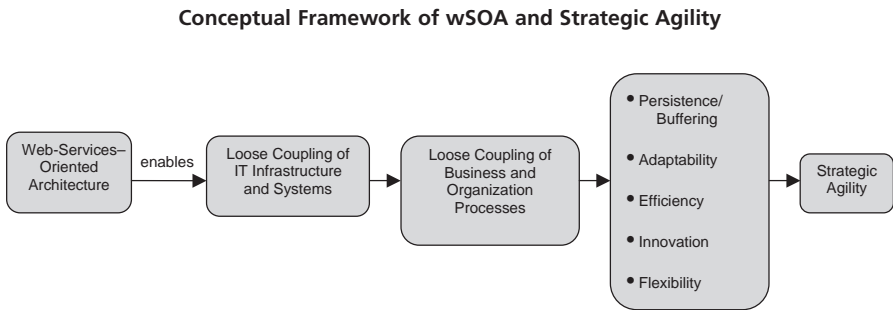 Conceptual Framework of wSOA and Strategic Agility
Web-Services–
Oriented
Architecture
enables
Loose Coupling of
IT Infrastructure
and Systems
Loose Coupling of
Business and
Organization
Processes
• Persistence/
Buffering
• Adaptability
• Efficiency
• Innovation
• Flexibility
Strategic
Agility